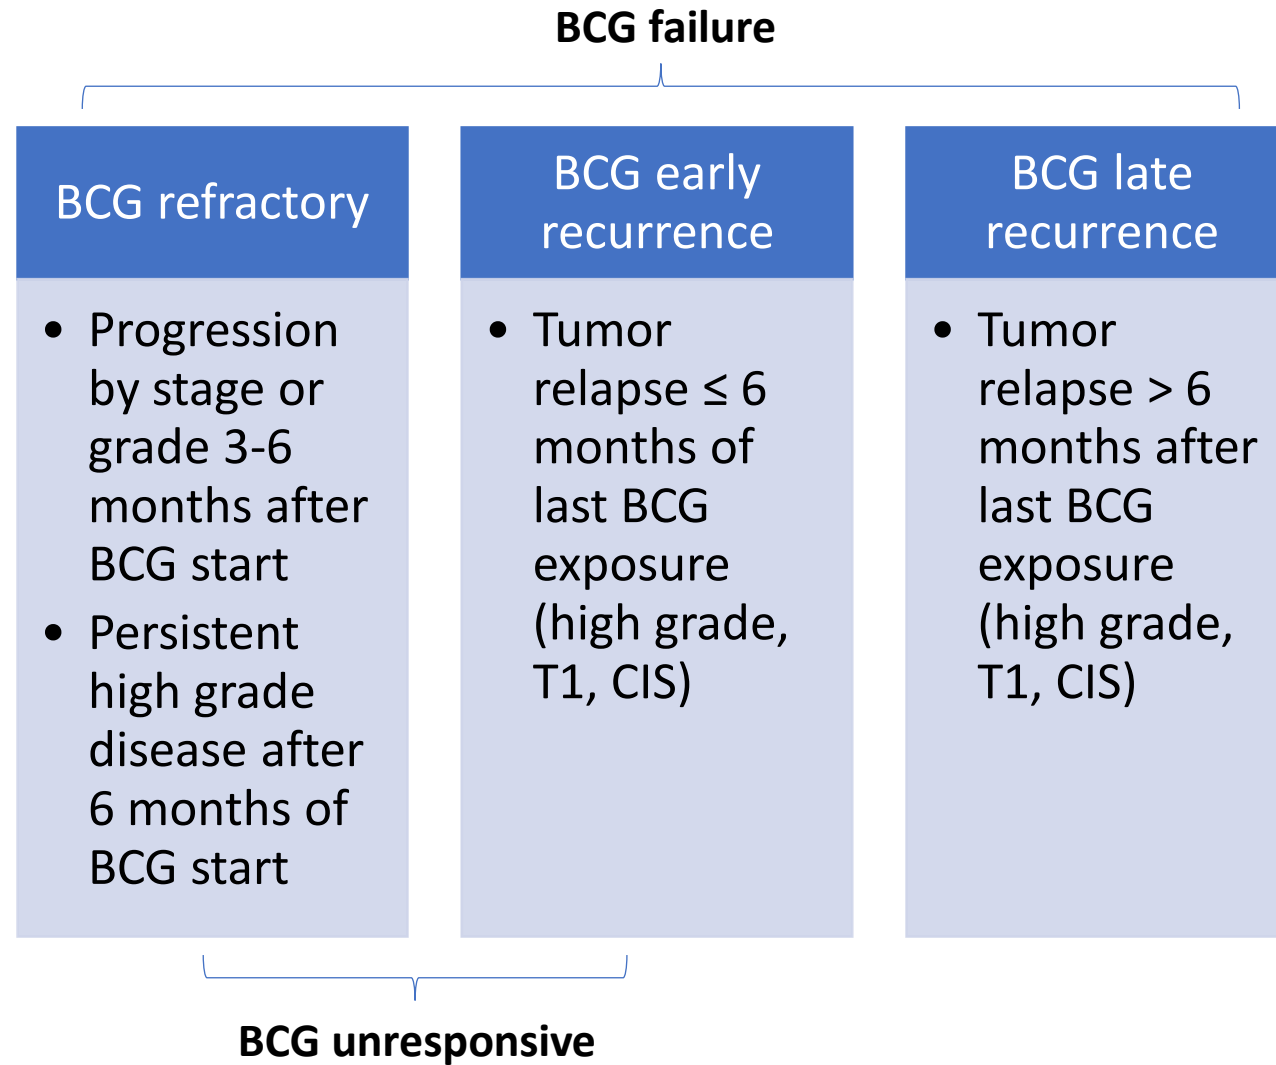 BCG failure
BCG refractory
• Progression
by stage or
grade 3-6
months after
BCG start
• Persistent
high grade
disease after
6 months of
BCG start
BCG early
recurrence
• Tumor
relapse ≤ 6
months of
last BCG
exposure
(high grade,
T1, CIS)
BCG late
recurrence
• Tumor
relapse > 6
months after
last BCG
exposure
(high grade,
T1, CIS)
BCG unresponsive